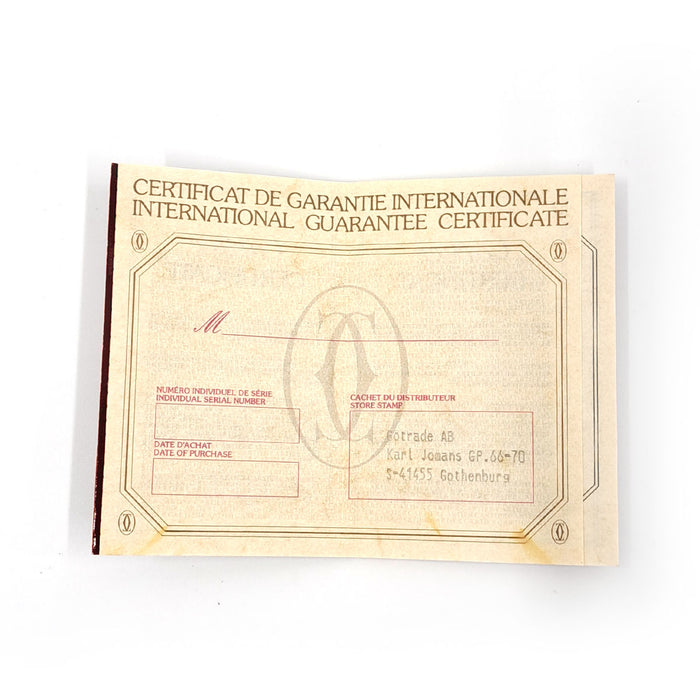 CERTIFICAT DE GARANTIE INTERNATIONALE
INTERNATIONAL GUARANTEE CERTIFICATE
M
NUMÉRO INDIVIDUEL DE SÉRIE
INDIVIDUAL SERIAL NUMBER
DATE D'ACHAT
DATE OF PURCHASE
CACHET DU DISTRIBUTEUR
STORE STAMP
Gotrade AB
Karl Jomans GP.66-70
S-41455 Gothenburg